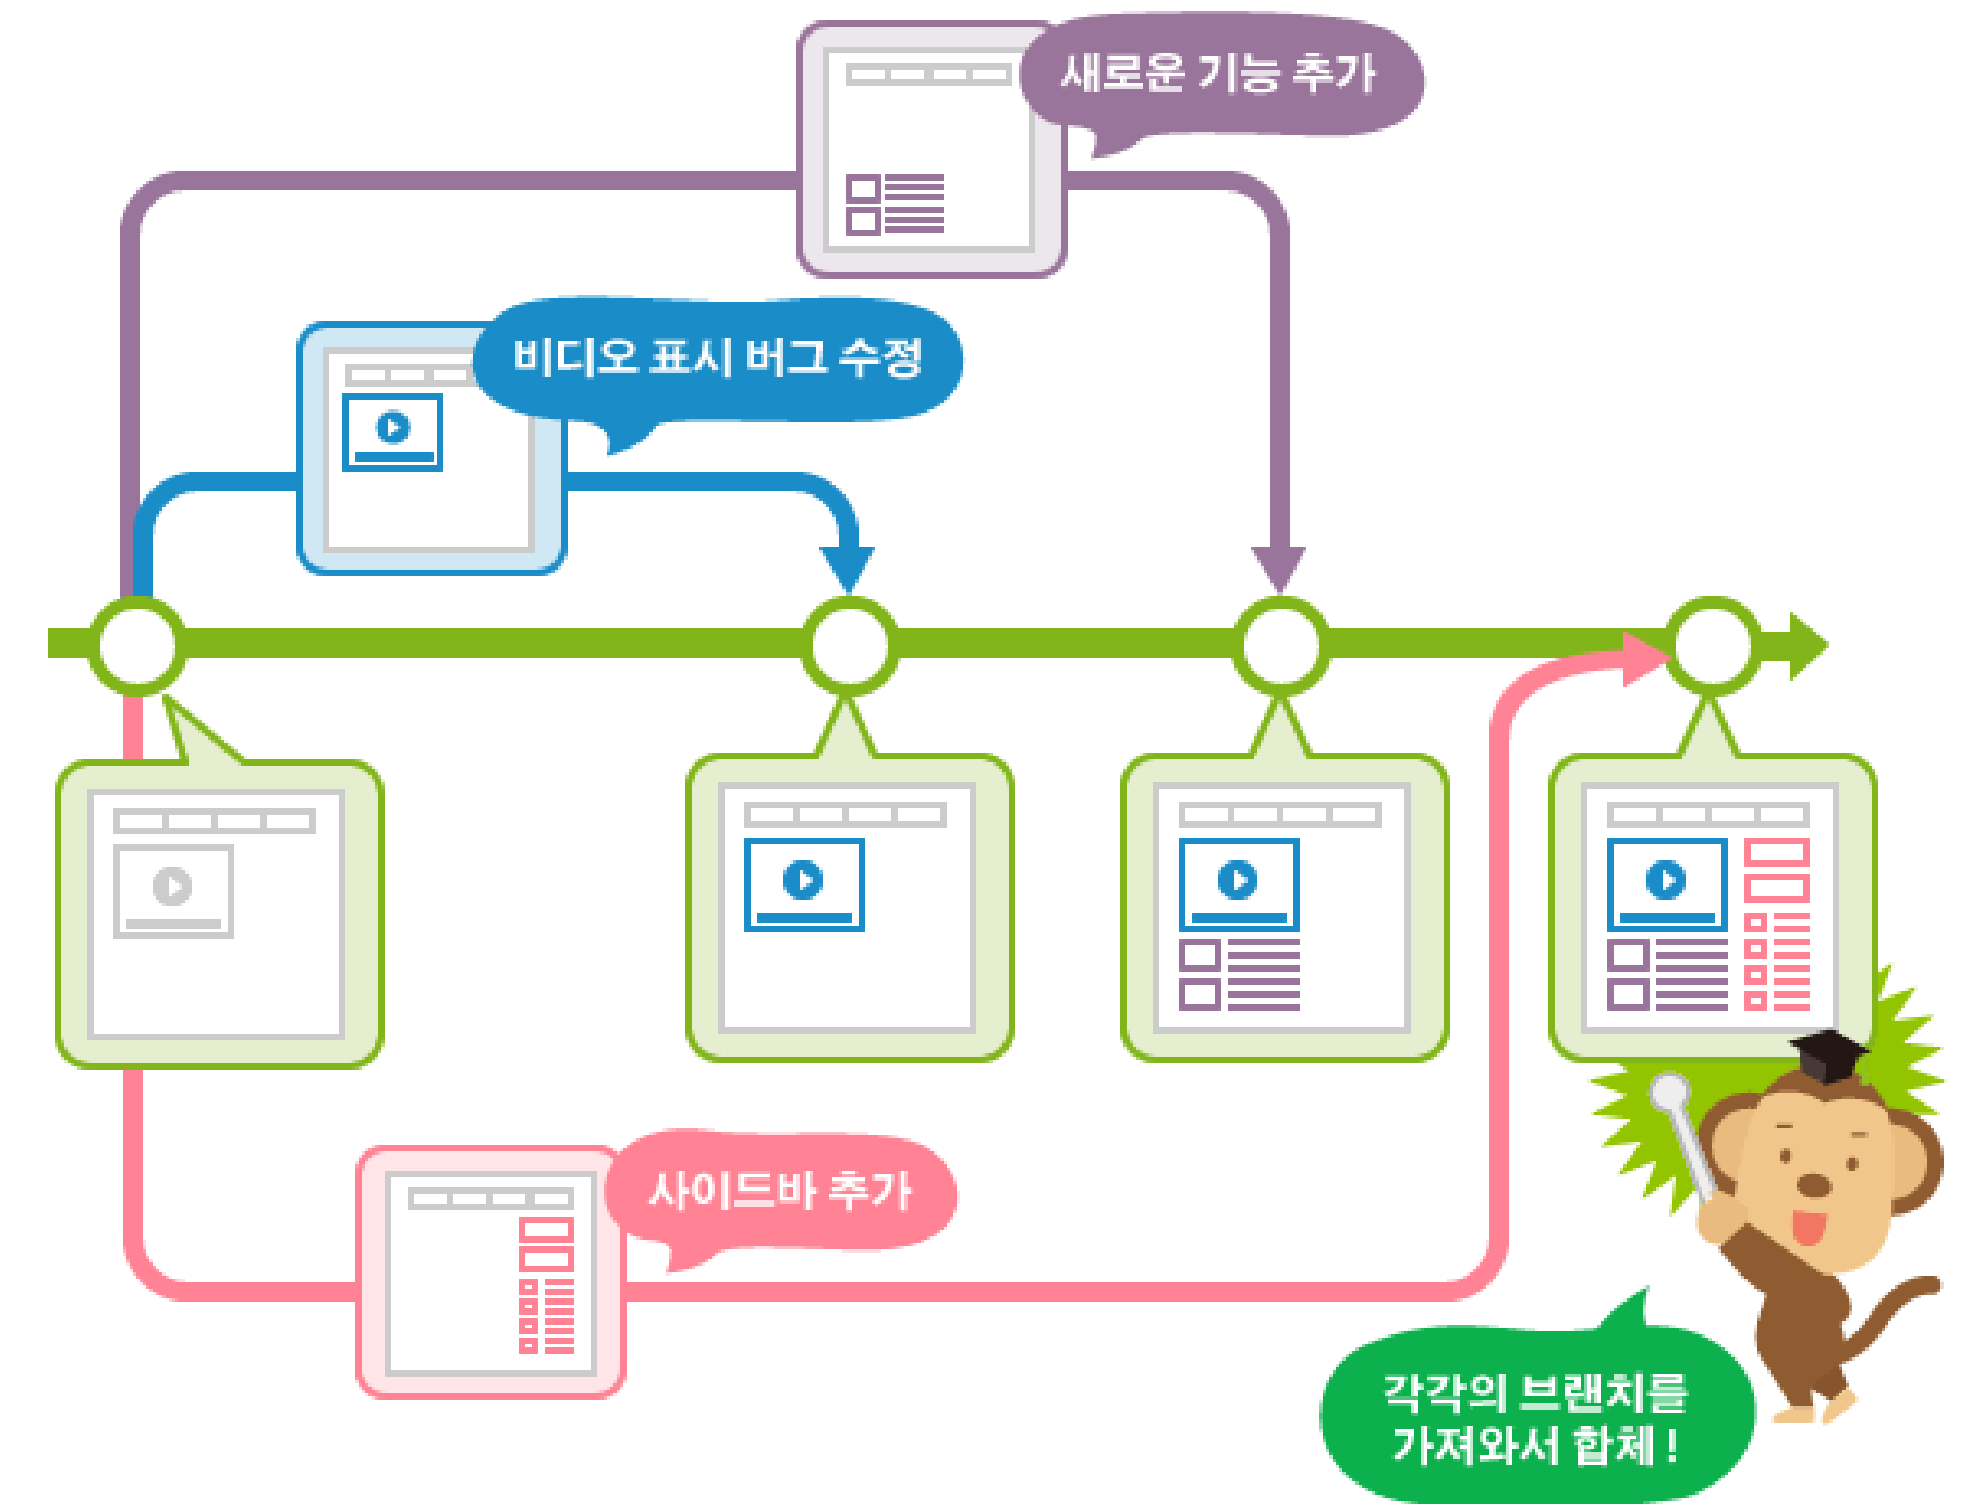 새로운 기능 추가
비디오 표시 버그 수정
사이드바 추가
각각의 브랜치를
가져와서 합체!